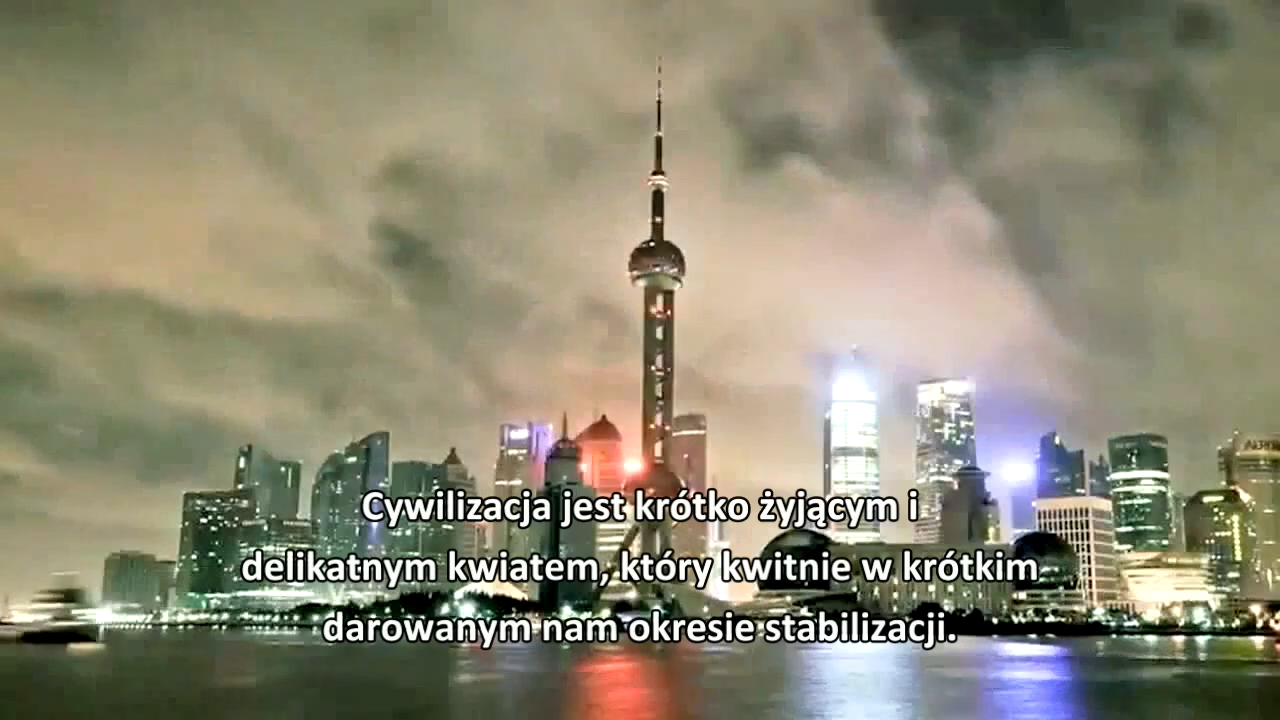 Cywilizacja jest krótko żyjącym i
delikatnym kwiatem, który kwitnie w krótkim
darowanym nam okresie stabilizacji.